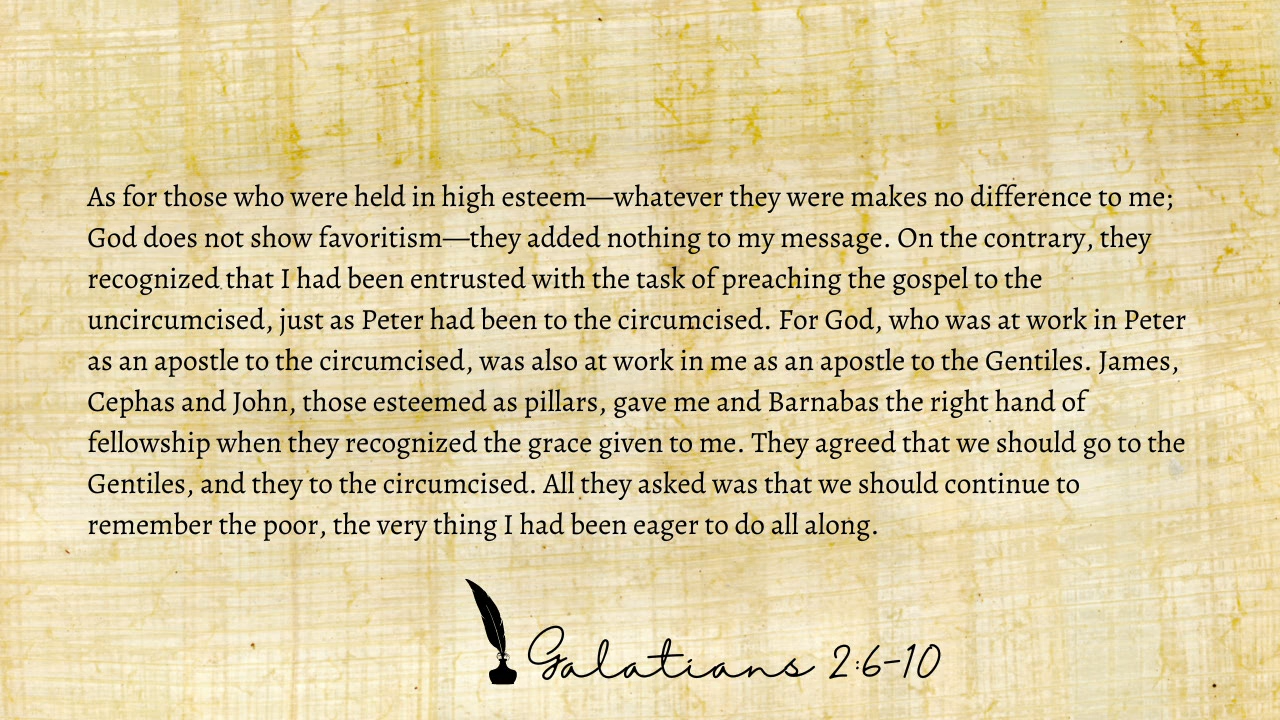 As for those who were held in high esteem—whatever they were makes no difference to me;
God does not show favoritism—they added nothing to my message. On the contrary, they
recognized that I had been entrusted with the task of preaching the gospel to the
uncircumcised, just as Peter had been to the circumcised. For God, who was at work in Peter
as an apostle to the circumcised, was also at work in me as an apostle to the Gentiles. James,
Cephas and John, those esteemed as pillars, gave me and Barnabas the right hand of
fellowship when they recognized the grace given to me. They agreed that we should go to the
Gentiles, and they to the circumcised. All they asked was that we should continue to
remember the poor, the very thing I had been eager to do all along.
Galatians 2:6-10